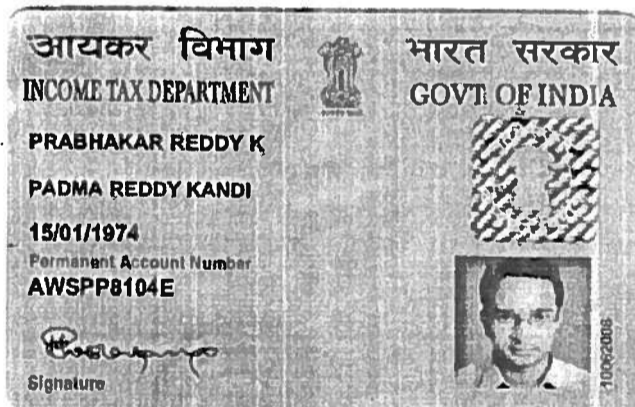 आयकर विभाग
भारत सरकार
INCOME TAX DEPARTMENT
GOVT. OF INDIA
PRABHAKAR REDDY K
PADMA REDDY KANDI
15/01/1974
Permanent Account Number
AWSPP8104E
Signature